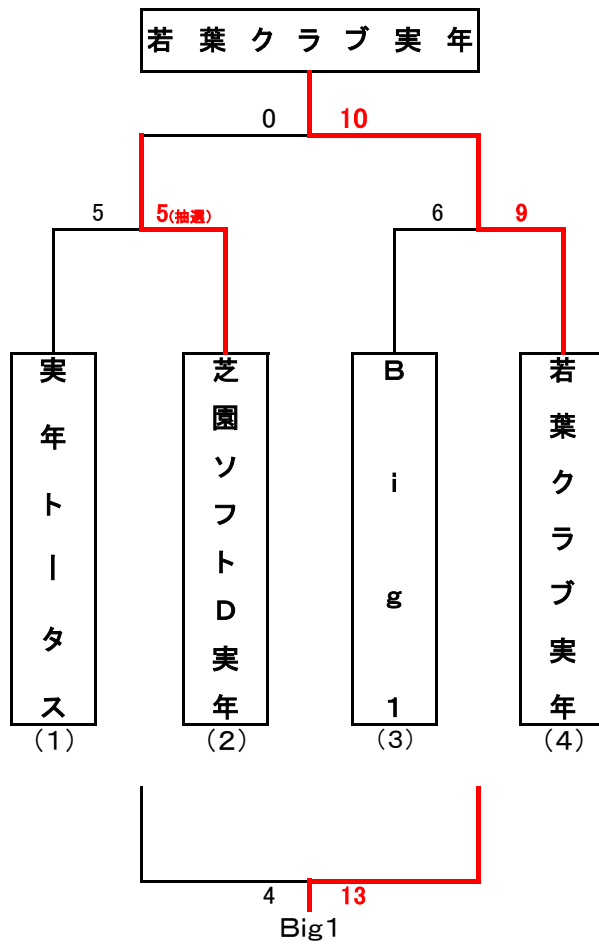 若葉クラブ実年
0 10
5 5(抽選) 6 9
実年トータス
芝園ソフトD実年
Big1
若葉クラブ実年
(1) (2) (3) (4)
4 13
Big1